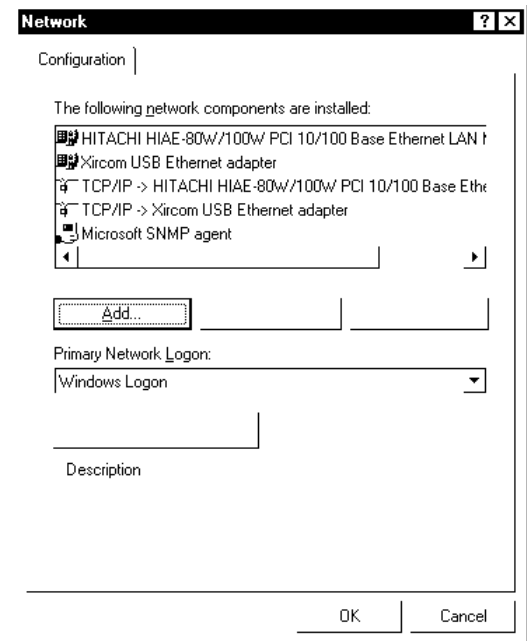 Network
Configuration
The following network components are installed:
HITACHI HIAE-80W/100W PCI 10/100 Base Ethernet LAN
Xircom USB Ethernet adapter
TCP/IP -> HITACHI HIAE-80W/100W PCI 10/100 Base Ethe
TCP/IP -> Xircom USB Ethernet adapter
Microsoft SNMP agent
Add...
Primary Network Logon:
Windows Logon
Description
OK Cancel